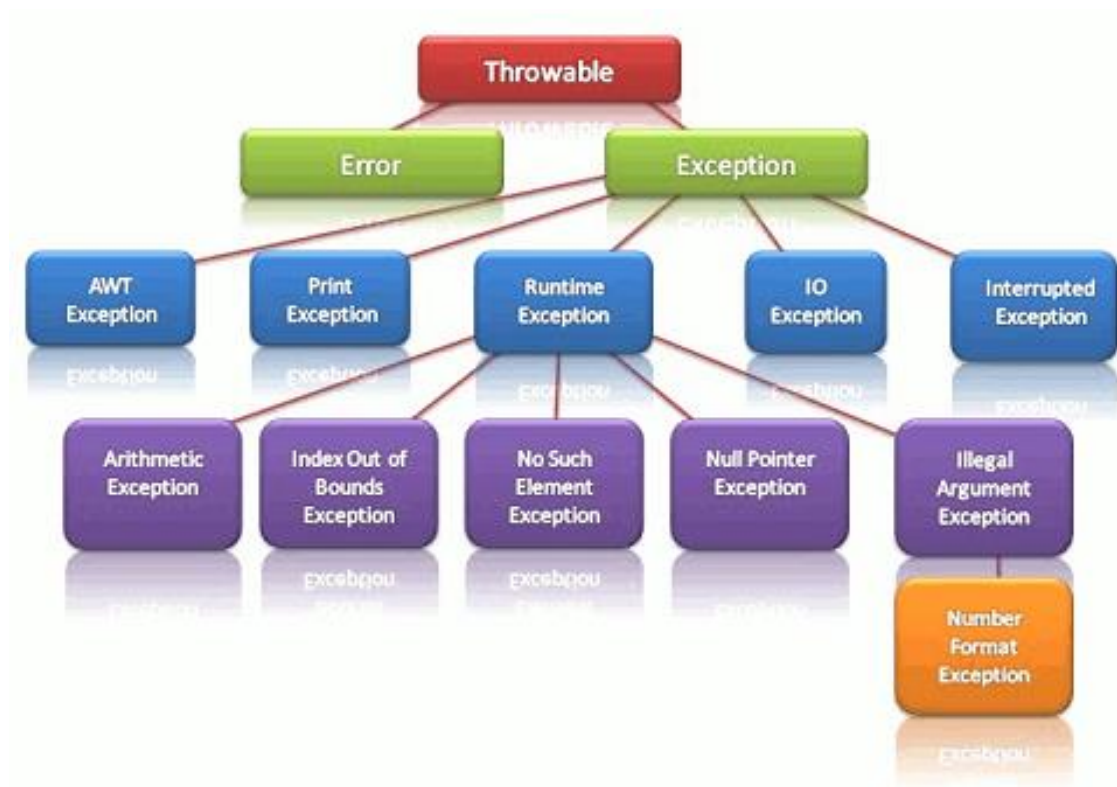 Throwable
Error
Exception
AWT
Exception
Print
Exception
Runtime
Exception
IO
Exception
Interrupted
Exception
Arithmetic
Exception
Index Out of
Bounds
Exception
No Such
Element
Exception
Null Pointer
Exception
Illegal
Argument
Exception
Number
Format
Exception